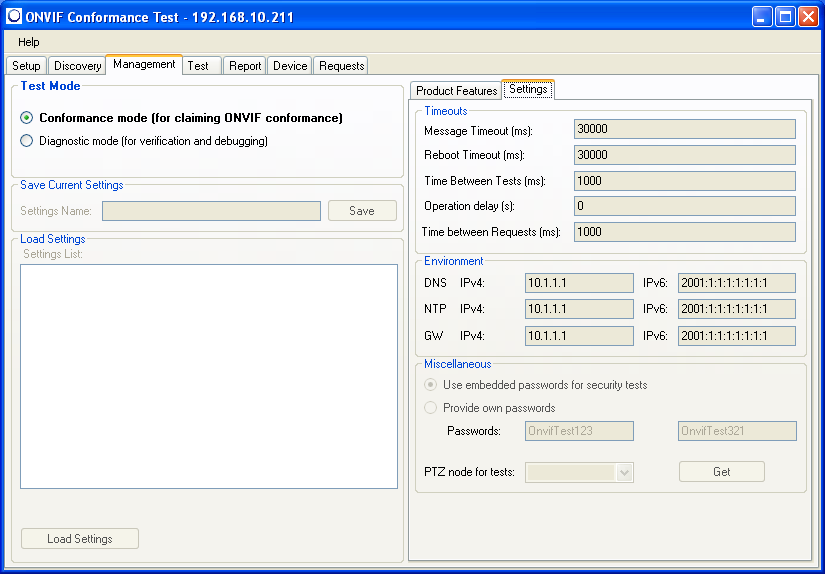 ONVIF Conformance Test - 192.168.10.211
Help
Setup Discovery Management Test Report Device Requests
Test Mode
Conformance mode (for claiming ONVIF conformance)
Diagnostic mode (for verification and debugging)
Save Current Settings
Settings Name: Save
Load Settings
Settings List:
Load Settings
Product Features Settings
Timeouts
Message Timeout (ms): 30000
Reboot Timeout (ms): 30000
Time Between Tests (ms): 1000
Operation delay (s): 0
Time between Requests (ms): 1000
Environment
DNS IPv4: 10.1.1.1 IPv6: 2001:1:1:1:1:1:1:1
NTP IPv4: 10.1.1.1 IPv6: 2001:1:1:1:1:1:1:1
GW IPv4: 10.1.1.1 IPv6: 2001:1:1:1:1:1:1:1
Miscellaneous
Use embedded passwords for security tests
Provide own passwords
Passwords: OnvifTest123 OnvifTest321
PTZ node for tests: Get